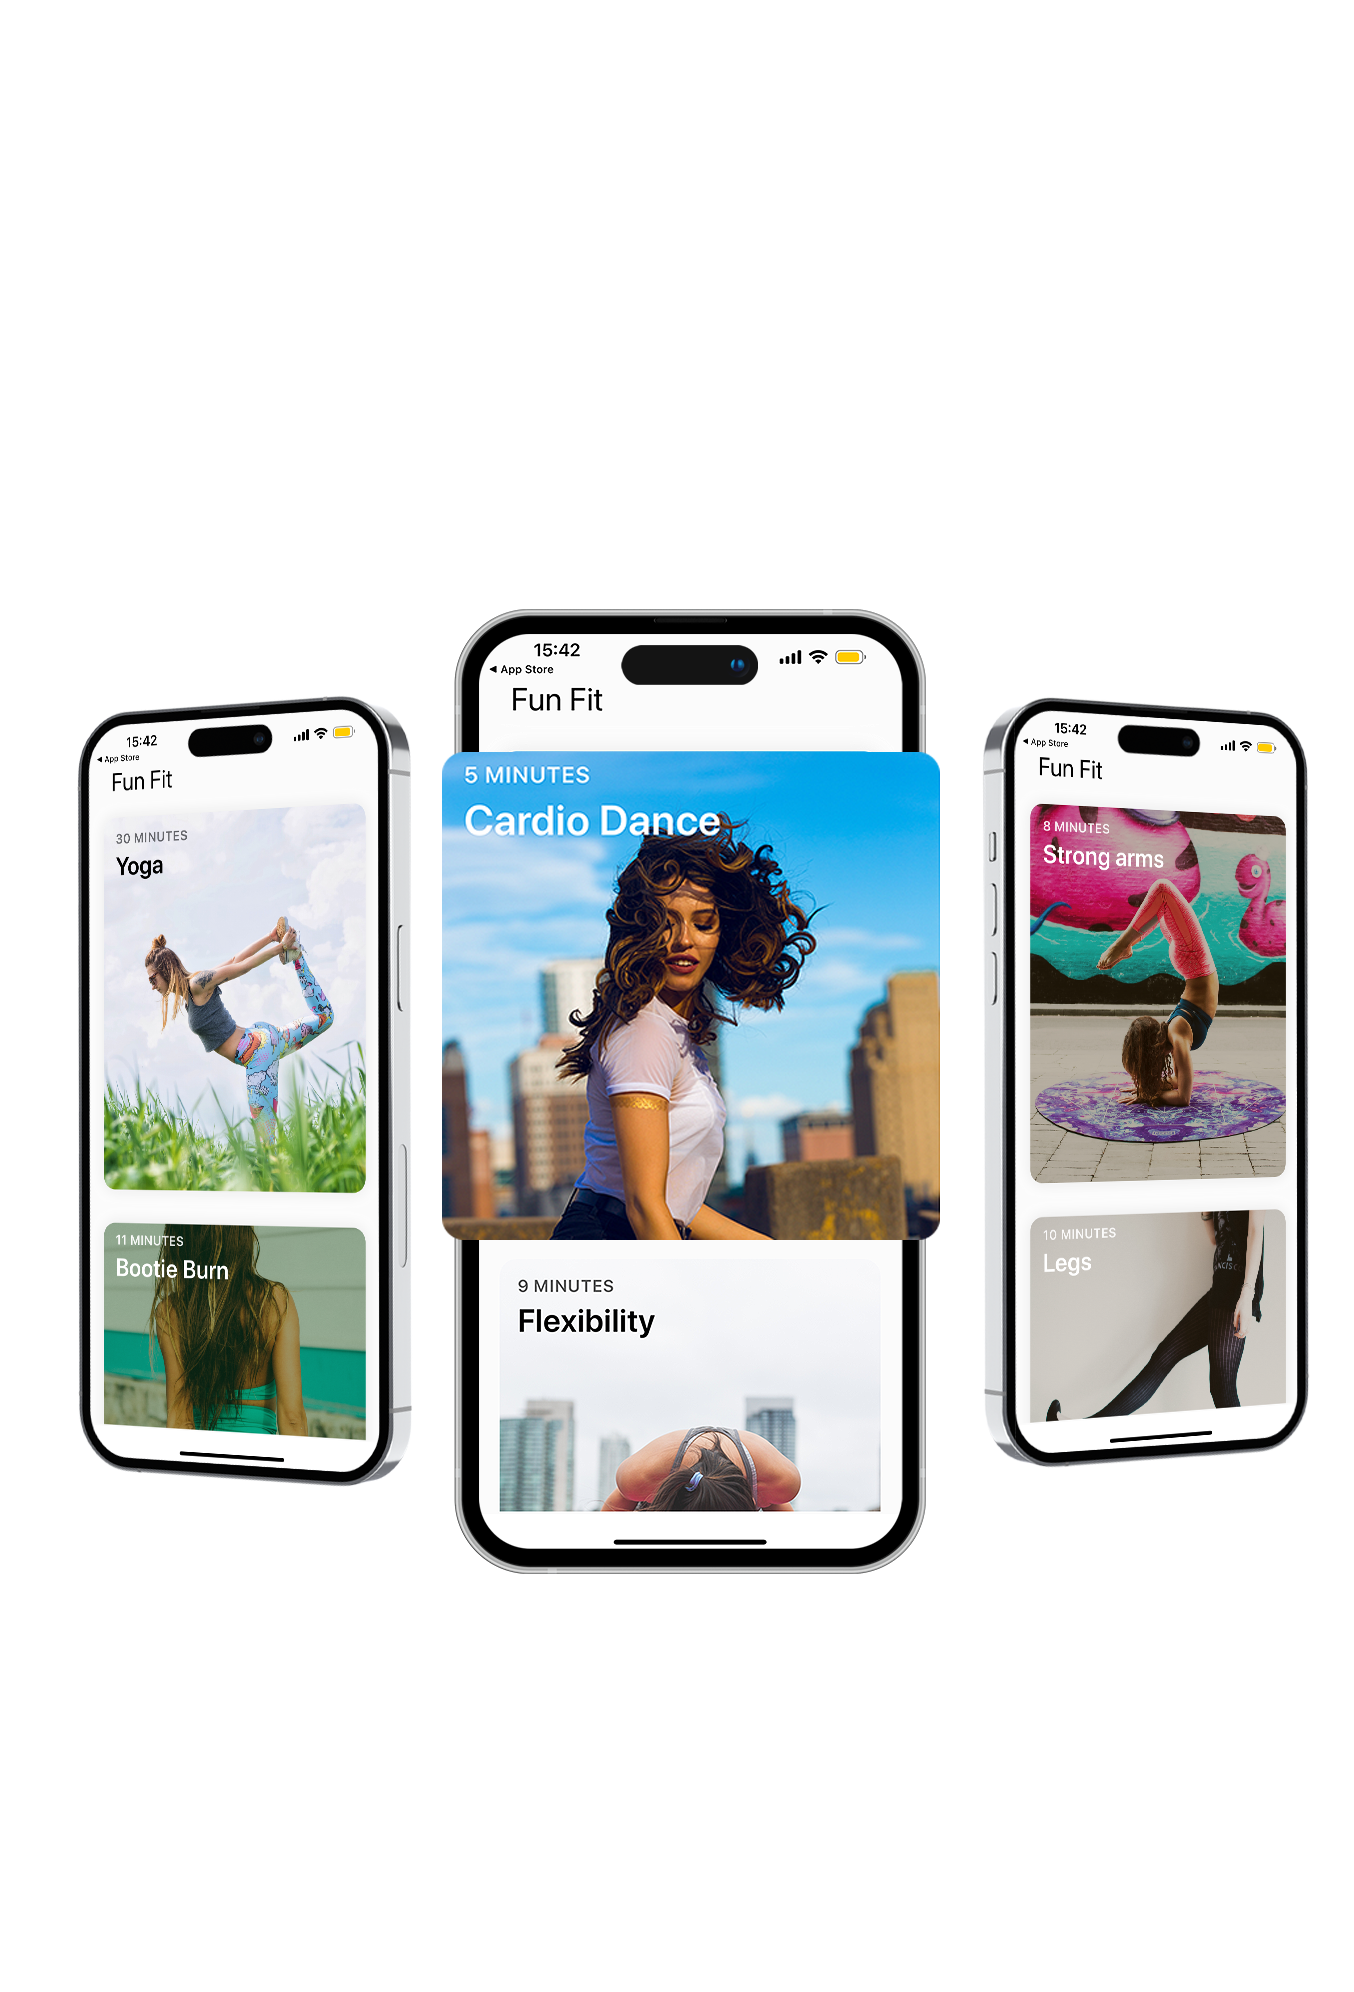 15:42
◀ App Store
Fun Fit
30 MINUTES
Yoga
11 MINUTES
Bootie Burn
15:42
◀ App Store
Fun Fit
5 MINUTES
Cardio Dance
9 MINUTES
Flexibility
15:42
◀ App Store
Fun Fit
8 MINUTES
Strong arms
10 MINUTES
Legs